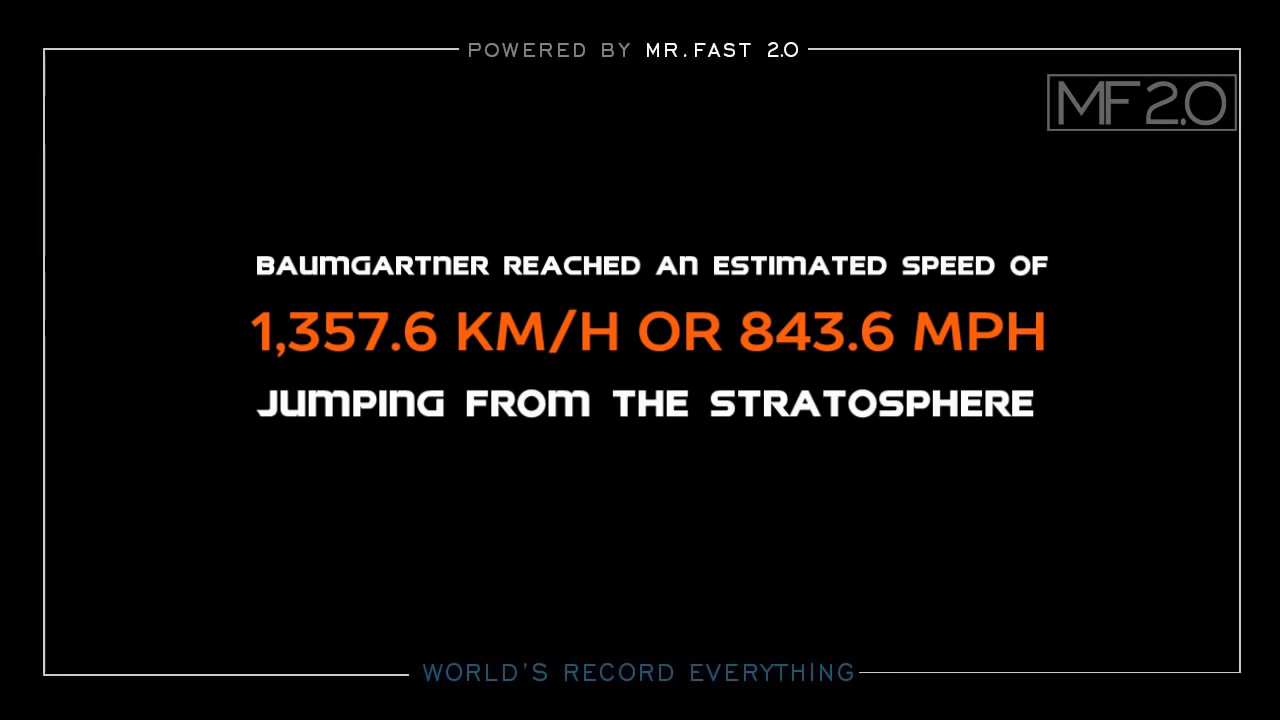 POWERED BY MR.FAST 2.0
MF2.0
BAUMGARTNER REACHED AN ESTIMATED SPEED OF
1,357.6 KM/H OR 843.6 MPH
JUMPING FROM THE STRATOSPHERE
WORLD'S RECORD EVERYTHING